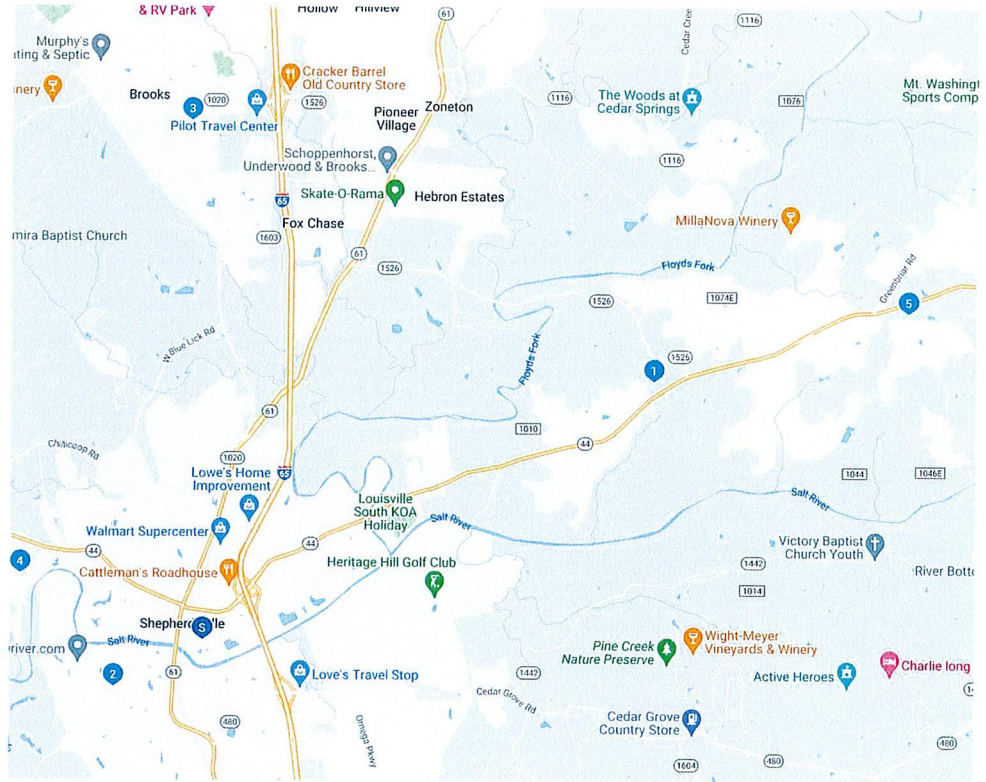 & RV Park
Hollow
Hillview
61
1116
Cedar Cree
Murphy's
ating & Septic
inery
Brooks
3
1020
Pilot Travel Center
Cracker Barrel
Old Country Store
1526
Pioneer
Village
Zoneton
1116
The Woods at
Cedar Springs
1076
Mt. Washingt
Sports Comp
Schoppenhorst,
Underwood & Brooks...
1116
Skate-O-Rama
Hebron Estates
65
Fox Chase
MillaNova Winery
mira Baptist Church
1603
61
1526
Floyds Fork
Greenbriar Rd
1526
1074E
5
W Blue Lick Rd
Floyds Fork
1
1526
61
1010
44
Chillicoop Rd
1020
Lowe's Home
Improvement
65
1044
1046E
Louisville
South KOA
Holiday
Salt River
Salt River
Walmart Supercenter
44
44
Victory Baptist
Church Youth
4
Cattleman's Roadhouse
Heritage Hill Golf Club
1442
River Botto
1014
Shepherd
lle
S
Salt River
river.com
2
61
Love's Travel Stop
Pine Creek
Nature Preserve
Wight-Meyer
Vineyards & Winery
1442
Active Heroes
Charlie long
14
Cedar Grove Rd
480
Omega Pkwy
Cedar Grove
Country Store
480
480
1604